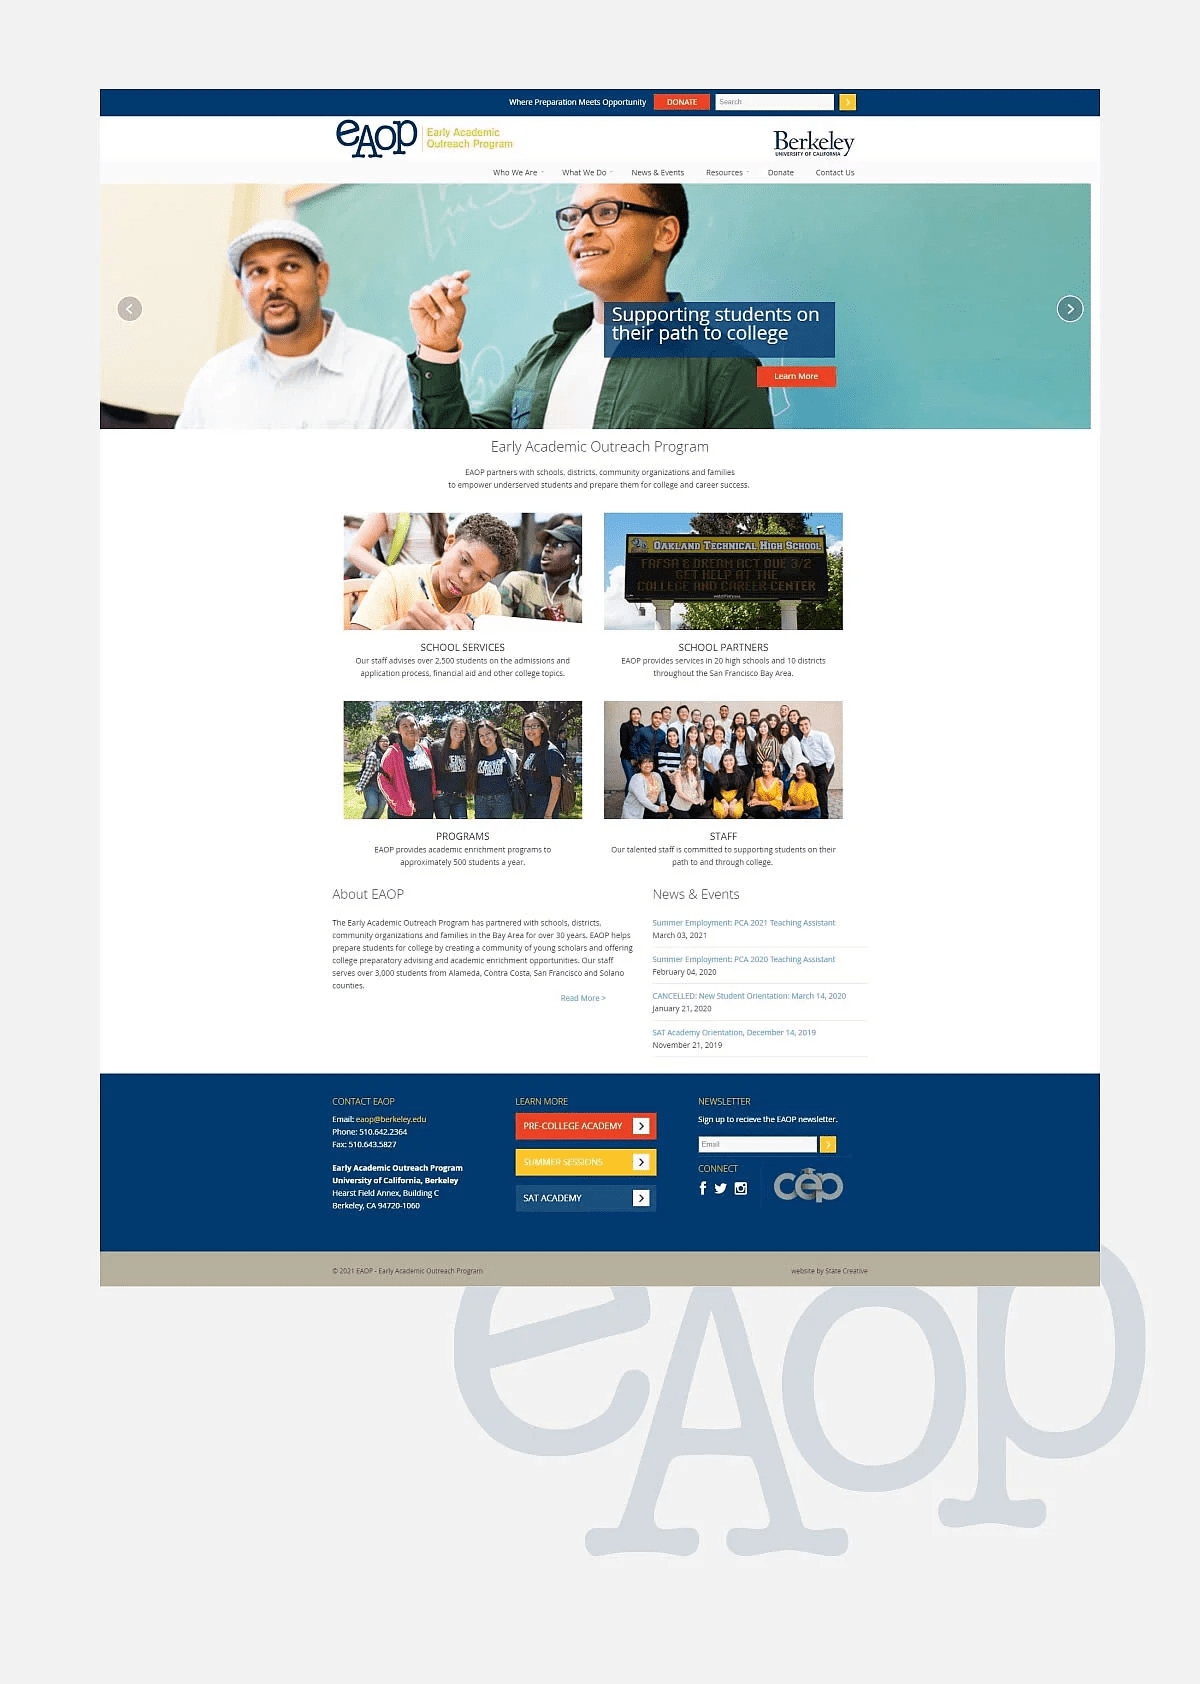 Where Preparation Meets Opportunity DONATE Search
eAop Early Academic
Outreach Program
Berkeley
UNIVERSITY OF CALIFORNIA
Who We Are What We Do News & Events Resources Donate Contact Us
Supporting students on
their path to college
Learn More
Early Academic Outreach Program
EAOP partners with schools, districts, community organizations and families
to empower underserved students and prepare them for college and career success.
OAKLAND TECHNICAL HIGH SCHOOL
FAFSA & DREAM ACT DUE 3/2
GET HELP AT THE
COLLEGE AND CAREER CENTER
SCHOOL SERVICES
Our staff advises over 2,500 students on the admissions and
application process, financial aid and other college topics.
SCHOOL PARTNERS
EAOP provides services in 20 high schools and 10 districts
throughout the San Francisco Bay Area.
PROGRAMS
EAOP provides academic enrichment programs to
approximately 500 students a year.
STAFF
Our talented staff is committed to supporting students on their
path to and through college.
About EAOP
The Early Academic Outreach Program has partnered with schools, districts,
community organizations and families in the Bay Area for over 30 years. EAOP helps
prepare students for college by creating a community of young scholars and offering
college preparatory advising and academic enrichment opportunities. Our staff
serves over 3,000 students from Alameda, Contra Costa, San Francisco and Solano
counties.
Read More >
News & Events
Summer Employment: PCA 2021 Teaching Assistant
March 03, 2021
Summer Employment: PCA 2020 Teaching Assistant
February 04, 2020
CANCELLED: New Student Orientation: March 14, 2020
January 21, 2020
SAT Academy Orientation, December 14, 2019
November 21, 2019
CONTACT EAOP
Email: eaop@berkeley.edu
Phone: 510.642.2364
Fax: 510.643.5827
Early Academic Outreach Program
University of California, Berkeley
Hearst Field Annex, Building C
Berkeley, CA 94720-1060
LEARN MORE
PRE-COLLEGE ACADEMY
SUMMER SESSIONS
SAT ACADEMY
NEWSLETTER
Sign up to recieve the EAOP newsletter.
Email
CONNECT
cep
© 2021 EAOP - Early Academic Outreach Program
website by State Creative
eAop